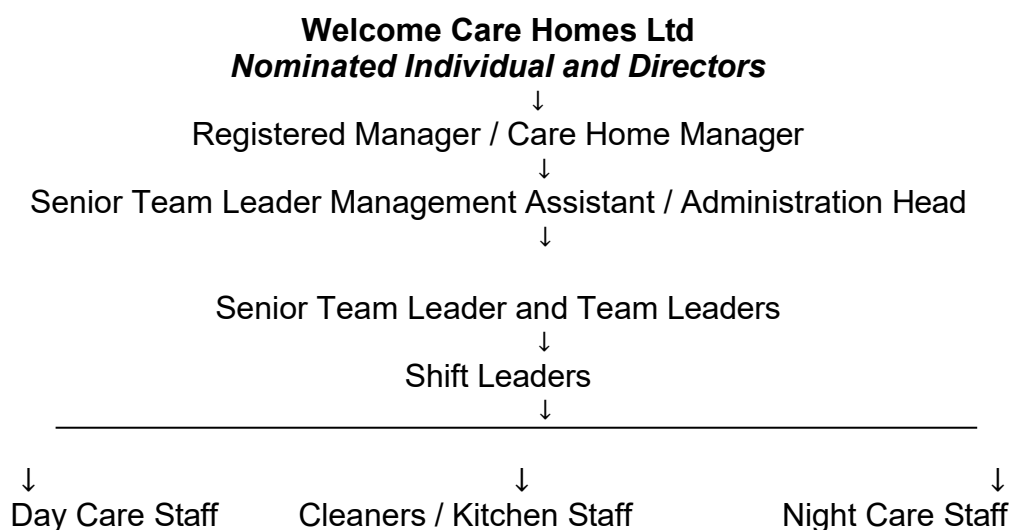 Welcome Care Homes Ltd
Nominated Individual and Directors
↓
Registered Manager / Care Home Manager
↓
Senior Team Leader Management Assistant / Administration Head
↓
Senior Team Leader and Team Leaders
↓
Shift Leaders
↓
↓ ↓ ↓
Day Care Staff Cleaners / Kitchen Staff Night Care Staff